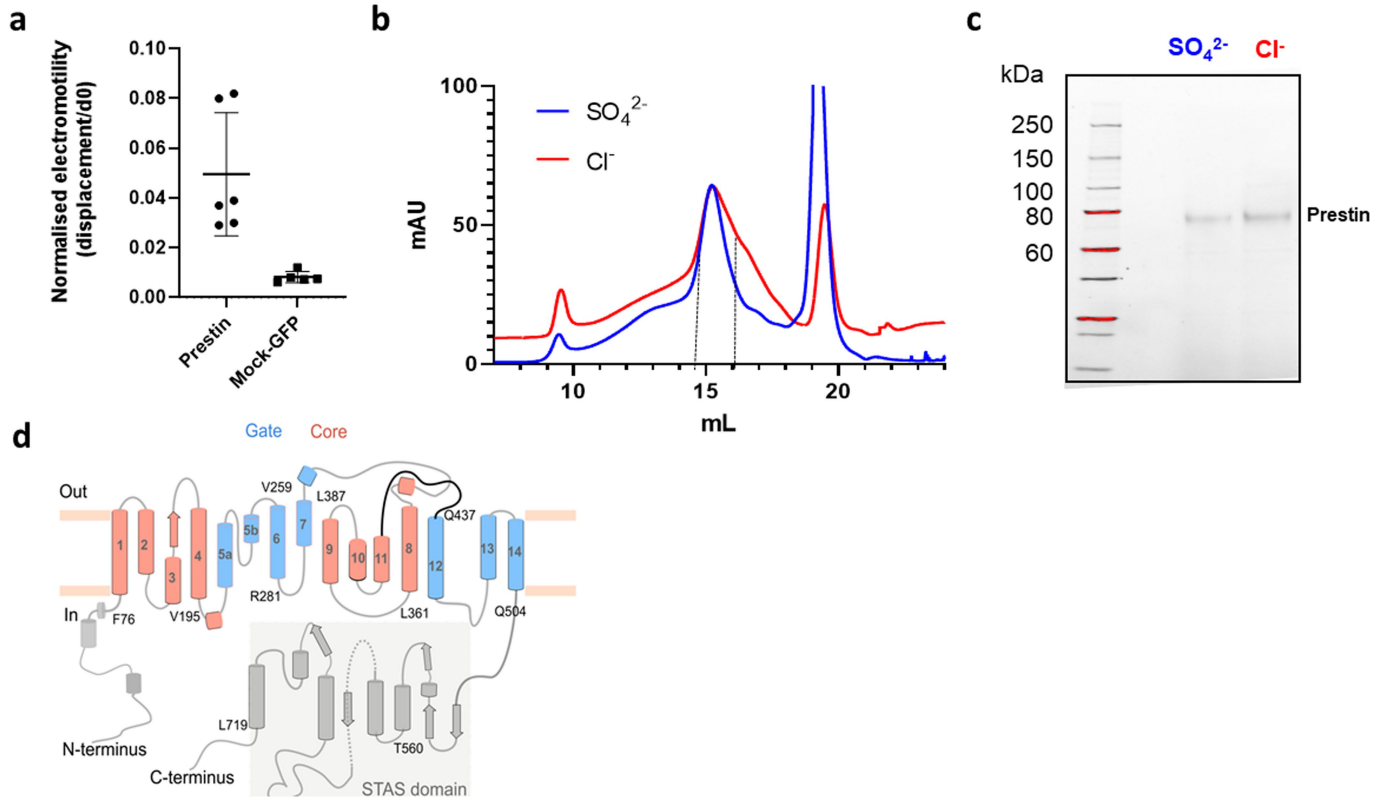 a
Normalised electromotility
(displacement/d0)
0.10
0.08
0.06
0.04
0.02
0.00
Prestin
Mock-GFP
b
mAU
100
50
0
SO₄²⁻
Cl⁻
10
15
20
mL
c
SO₄²⁻
Cl⁻
kDa
250
150
100
80
60
Prestin
d
Gate
Core
Out
In
1
2
3
4
5a
5b
6
7
9
10
11
8
12
13
14
V259
L387
Q437
F76
V195
R281
L361
Q504
N-terminus
C-terminus
L719
T560
STAS domain